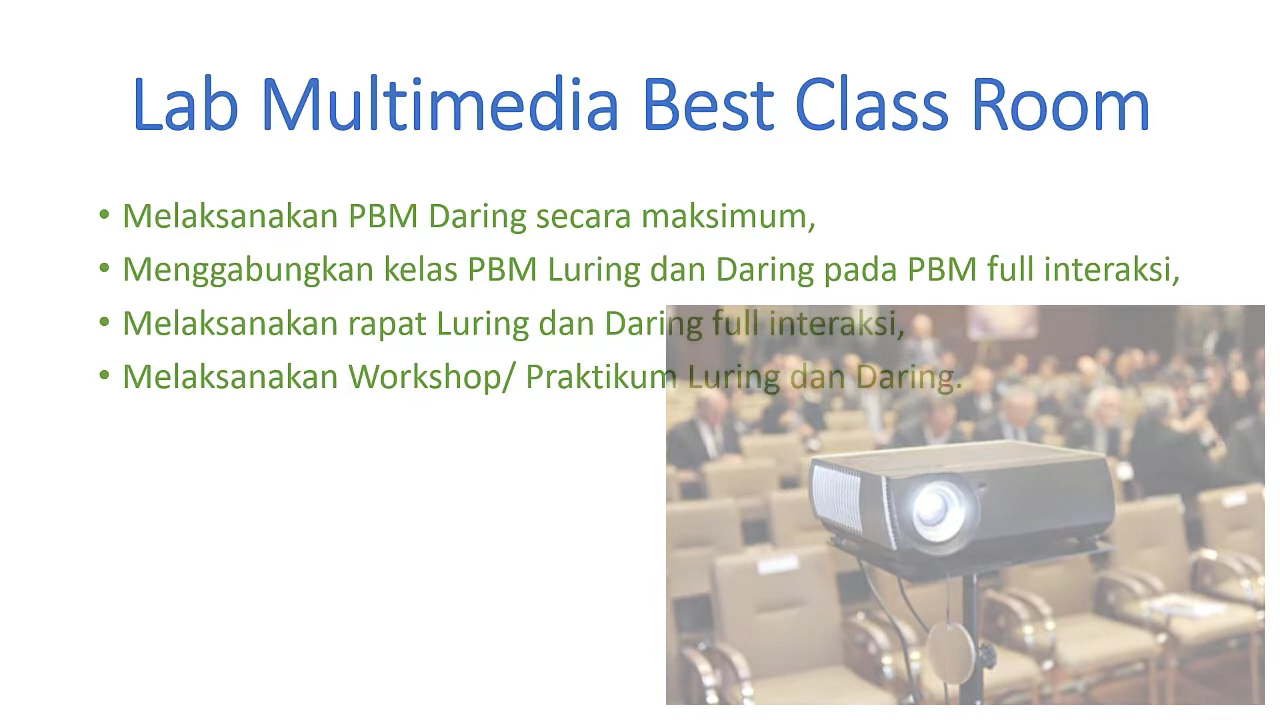 Lab Multimedia Best Class Room
• Melaksanakan PBM Daring secara maksimum,
• Menggabungkan kelas PBM Luring dan Daring pada PBM full interaksi,
• Melaksanakan rapat Luring dan Daring full interaksi,
• Melaksanakan Workshop/ Praktikum Luring dan Daring.